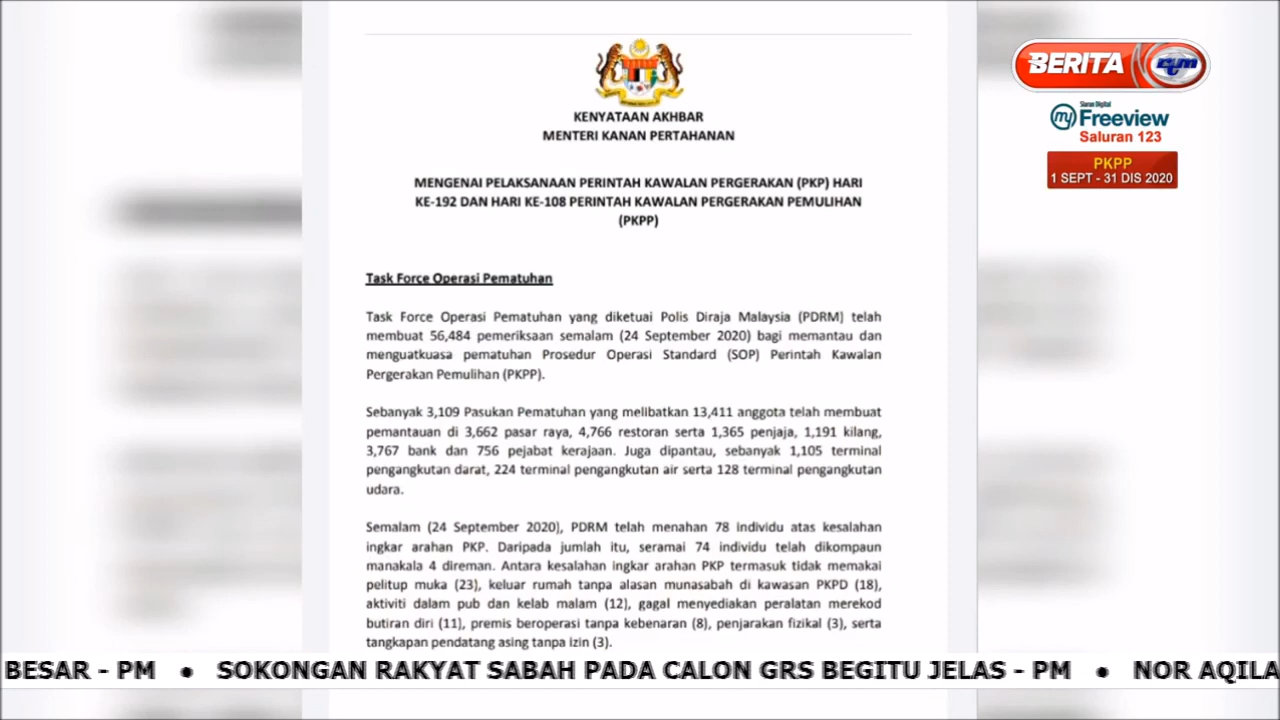 KENYATAAN AKHBAR
MENTERI KANAN PERTAHANAN
MENGENAI PELAKSANAAN PERINTAH KAWALAN PERGERAKAN (PKP) HARI
KE-192 DAN HARI KE-108 PERINTAH KAWALAN PERGERAKAN PEMULIHAN
(PKPP)
Task Force Operasi Pematuhan
Task Force Operasi Pematuhan yang diketuai Polis Diraja Malaysia (PDRM) telah
membuat 56,484 pemeriksaan semalam (24 September 2020) bagi memantau dan
menguatkuasa pematuhan Prosedur Operasi Standard (SOP) Perintah Kawalan
Pergerakan Pemulihan (PKPP).
Sebanyak 3,109 Pasukan Pematuhan yang melibatkan 13,411 anggota telah membuat
pemantauan di 3,662 pasar raya, 4,766 restoran serta 1,365 penjaja, 1,191 kilang,
3,767 bank dan 756 pejabat kerajaan. Juga dipantau, sebanyak 1,105 terminal
pengangkutan darat, 224 terminal pengangkutan air serta 128 terminal pengangkutan
udara.
Semalam (24 September 2020), PDRM telah menahan 78 individu atas kesalahan
ingkar arahan PKP. Daripada jumlah itu, seramai 74 individu telah dikompaun
manakala 4 direman. Antara kesalahan ingkar arahan PKP termasuk tidak memakai
pelitup muka (23), keluar rumah tanpa alasan munasabah di kawasan PKPD (18),
aktiviti dalam pub dan kelab malam (12), gagal menyediakan peralatan merekod
butiran diri (11), premis beroperasi tanpa kebenaran (8), penjarakan fizikal (3), serta
tangkapan pendatang asing tanpa izin (3).
BERITA rtm
Siaran Digital
my Freeview
Saluran 123
PKPP
1 SEPT - 31 DIS 2020
BESAR - PM • SOKONGAN RAKYAT SABAH PADA CALON GRS BEGITU JELAS - PM • NOR AQILA